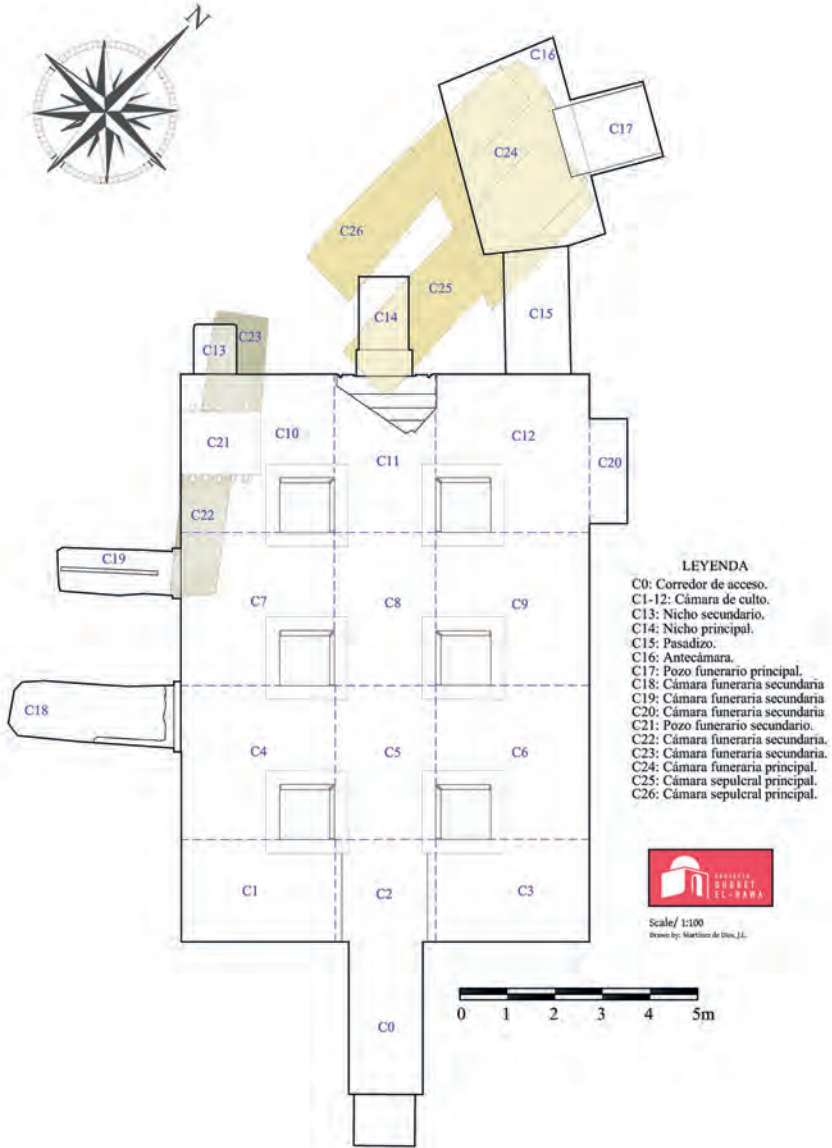 N
C16
C17
C24
C26
C25
C14
C15
C13
C23
C10
C12
C21
C11
C20
C22
C19
C7
C8
C9
C18
C4
C5
C6
C1
C2
C3
C0
LEYENDA
C0: Corredor de acceso.
C1-12: Cámara de culto.
C13: Nicho secundario.
C14: Nicho principal.
C15: Pasadizo.
C16: Antecámara.
C17: Pozo funerario principal.
C18: Cámara funeraria secundaria
C19: Cámara funeraria secundaria
C20: Cámara funeraria secundaria
C21: Pozo funerario secundario.
C22: Cámara funeraria secundaria.
C23: Cámara funeraria secundaria.
C24: Cámara funeraria principal.
C25: Cámara sepulcral principal.
C26: Cámara sepulcral principal.
PROYECTO
QUBBET
EL-HAWA
Scale/ 1:100
Drawn by: Martínez de Dios, J.L.
0 1 2 3 4 5m